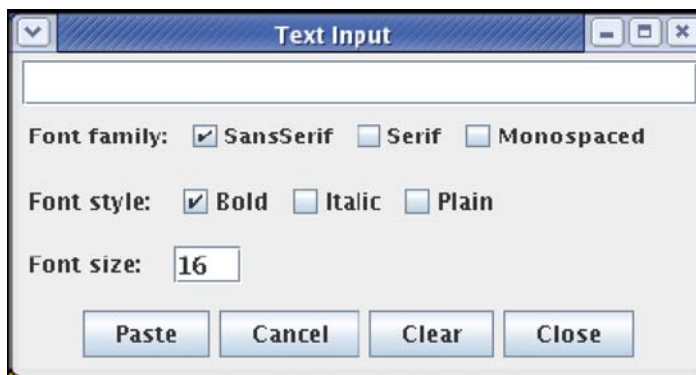 Text Input
Font family: SansSerif Serif Monospaced
Font style: Bold Italic Plain
Font size: 16
Paste Cancel Clear Close